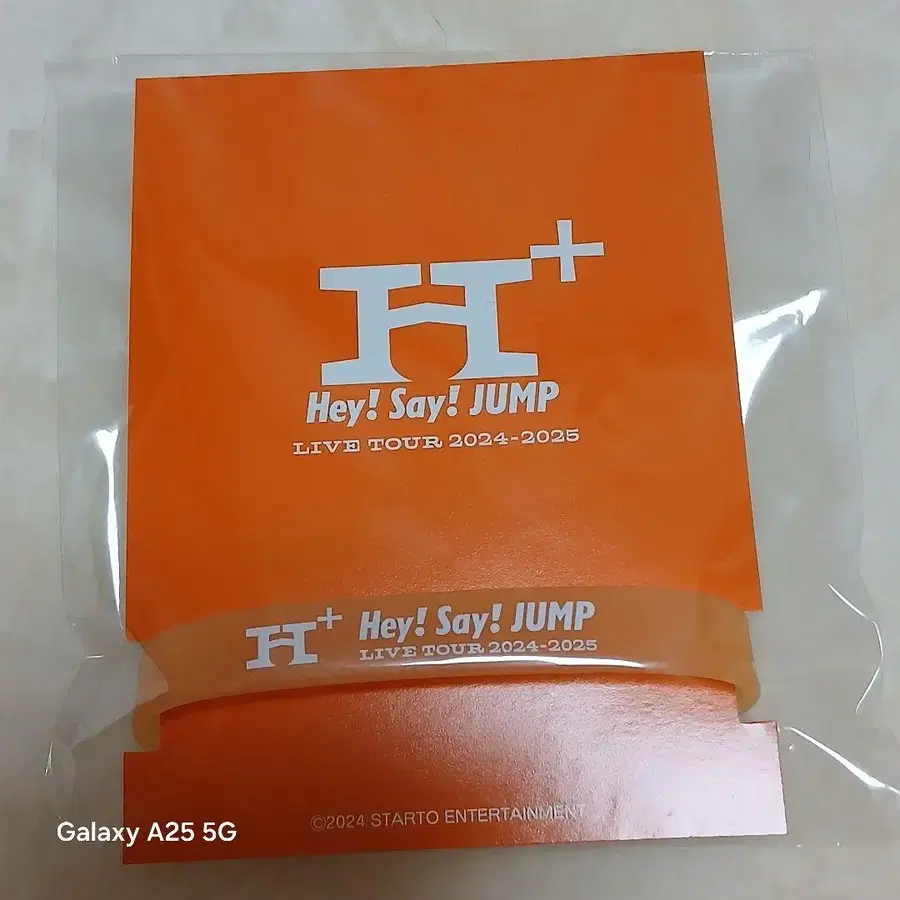 H+
Hey! Say! JUMP
LIVE TOUR 2024-2025
H+ Hey! Say! JUMP
LIVE TOUR 2024-2025
©2024 STARTO ENTERTAINMENT
Galaxy A25 5G